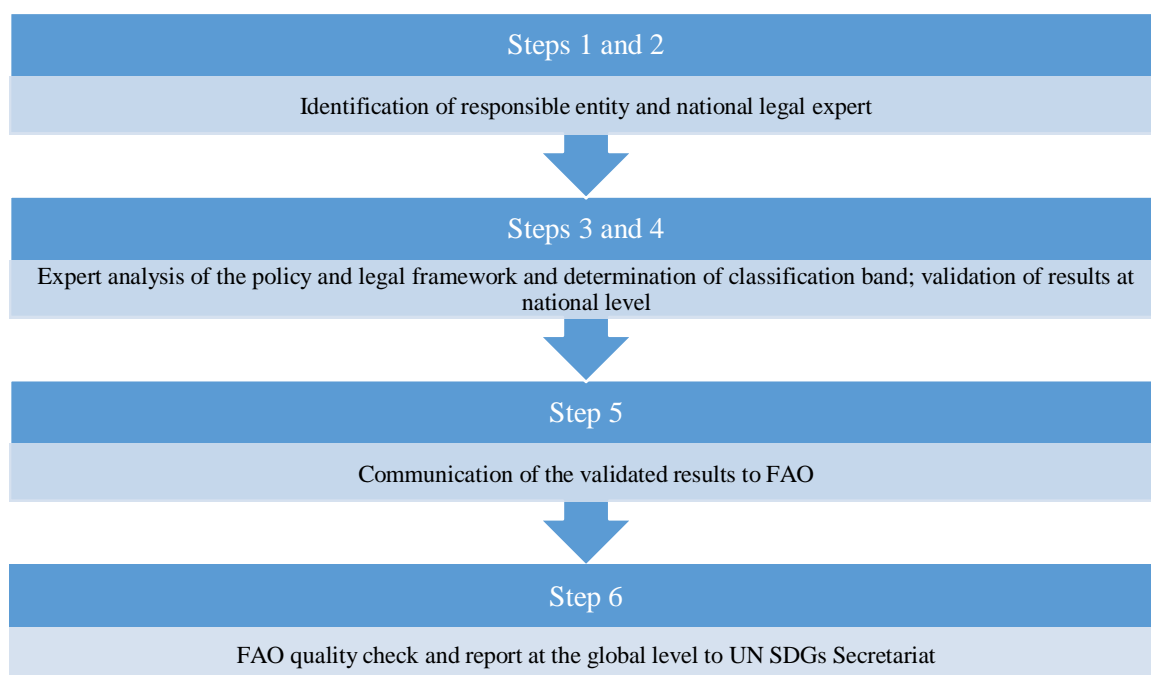 Steps 1 and 2
Identification of responsible entity and national legal expert
Steps 3 and 4
Expert analysis of the policy and legal framework and determination of classification band; validation of results at
national level
Step 5
Communication of the validated results to FAO
Step 6
FAO quality check and report at the global level to UN SDGs Secretariat